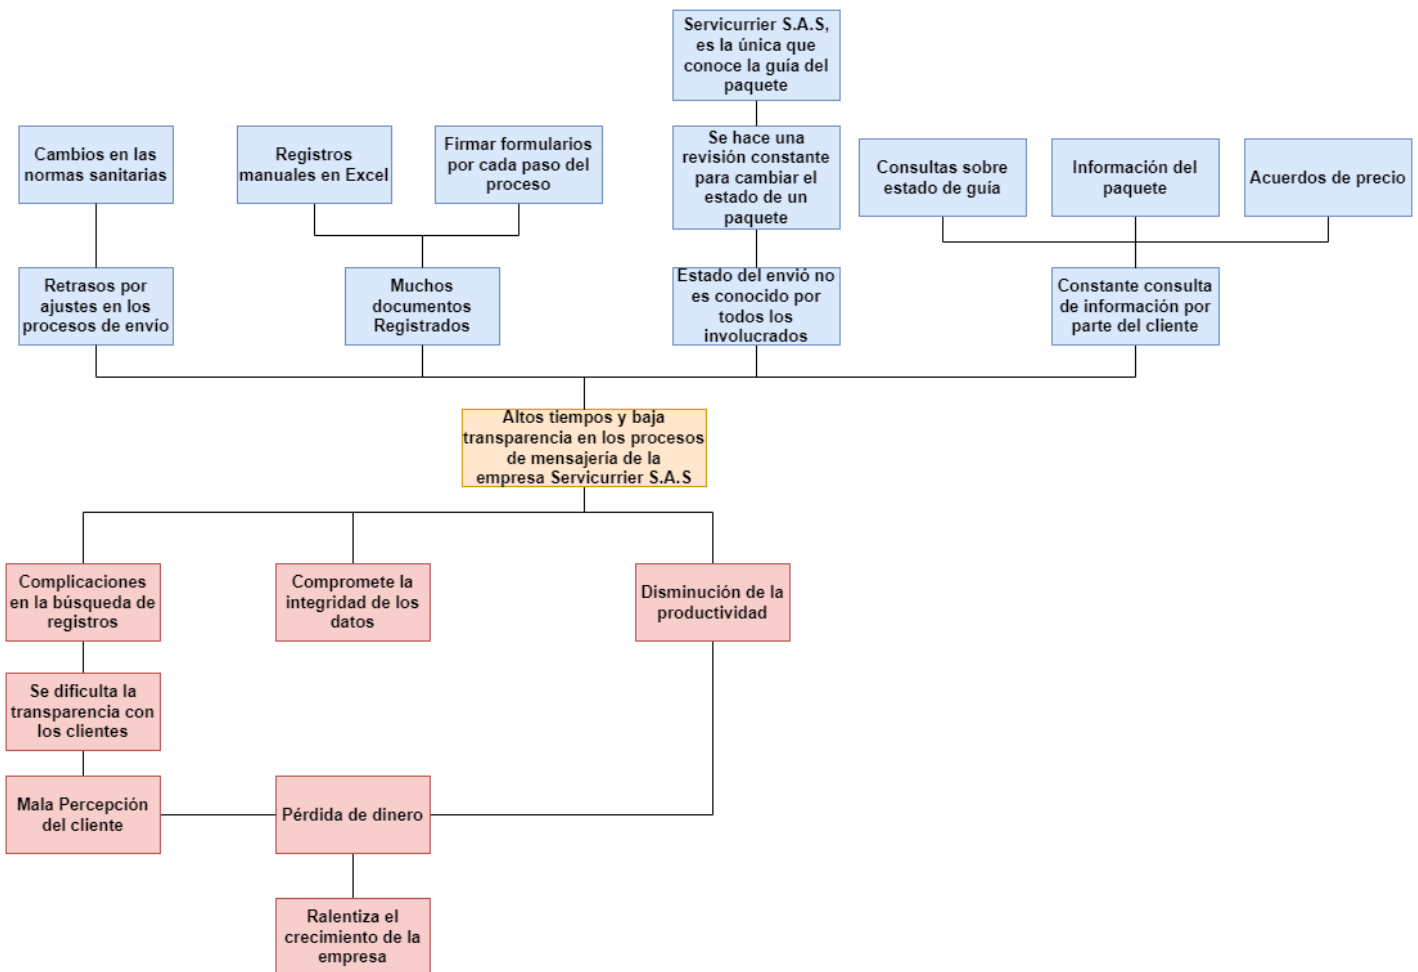 Servicurrier S.A.S,
es la única que
conoce la guía del
paquete
Cambios en las
normas sanitarias
Registros
manuales en Excel
Firmar formularios
por cada paso del
proceso
Se hace una
revisión constante
para cambiar el
estado de un
paquete
Consultas sobre
estado de guía
Información del
paquete
Acuerdos de precio
Retrasos por
ajustes en los
procesos de envío
Muchos
documentos
Registrados
Estado del envió no
es conocido por
todos los
involucrados
Constante consulta
de información por
parte del cliente
Altos tiempos y baja
transparencia en los procesos
de mensajería de la
empresa Servicurrier S.A.S
Complicaciones
en la búsqueda de
registros
Compromete la
integridad de los
datos
Disminución de la
productividad
Se dificulta la
transparencia con
los clientes
Mala Percepción
del cliente
Pérdida de dinero
Ralentiza el
crecimiento de la
empresa